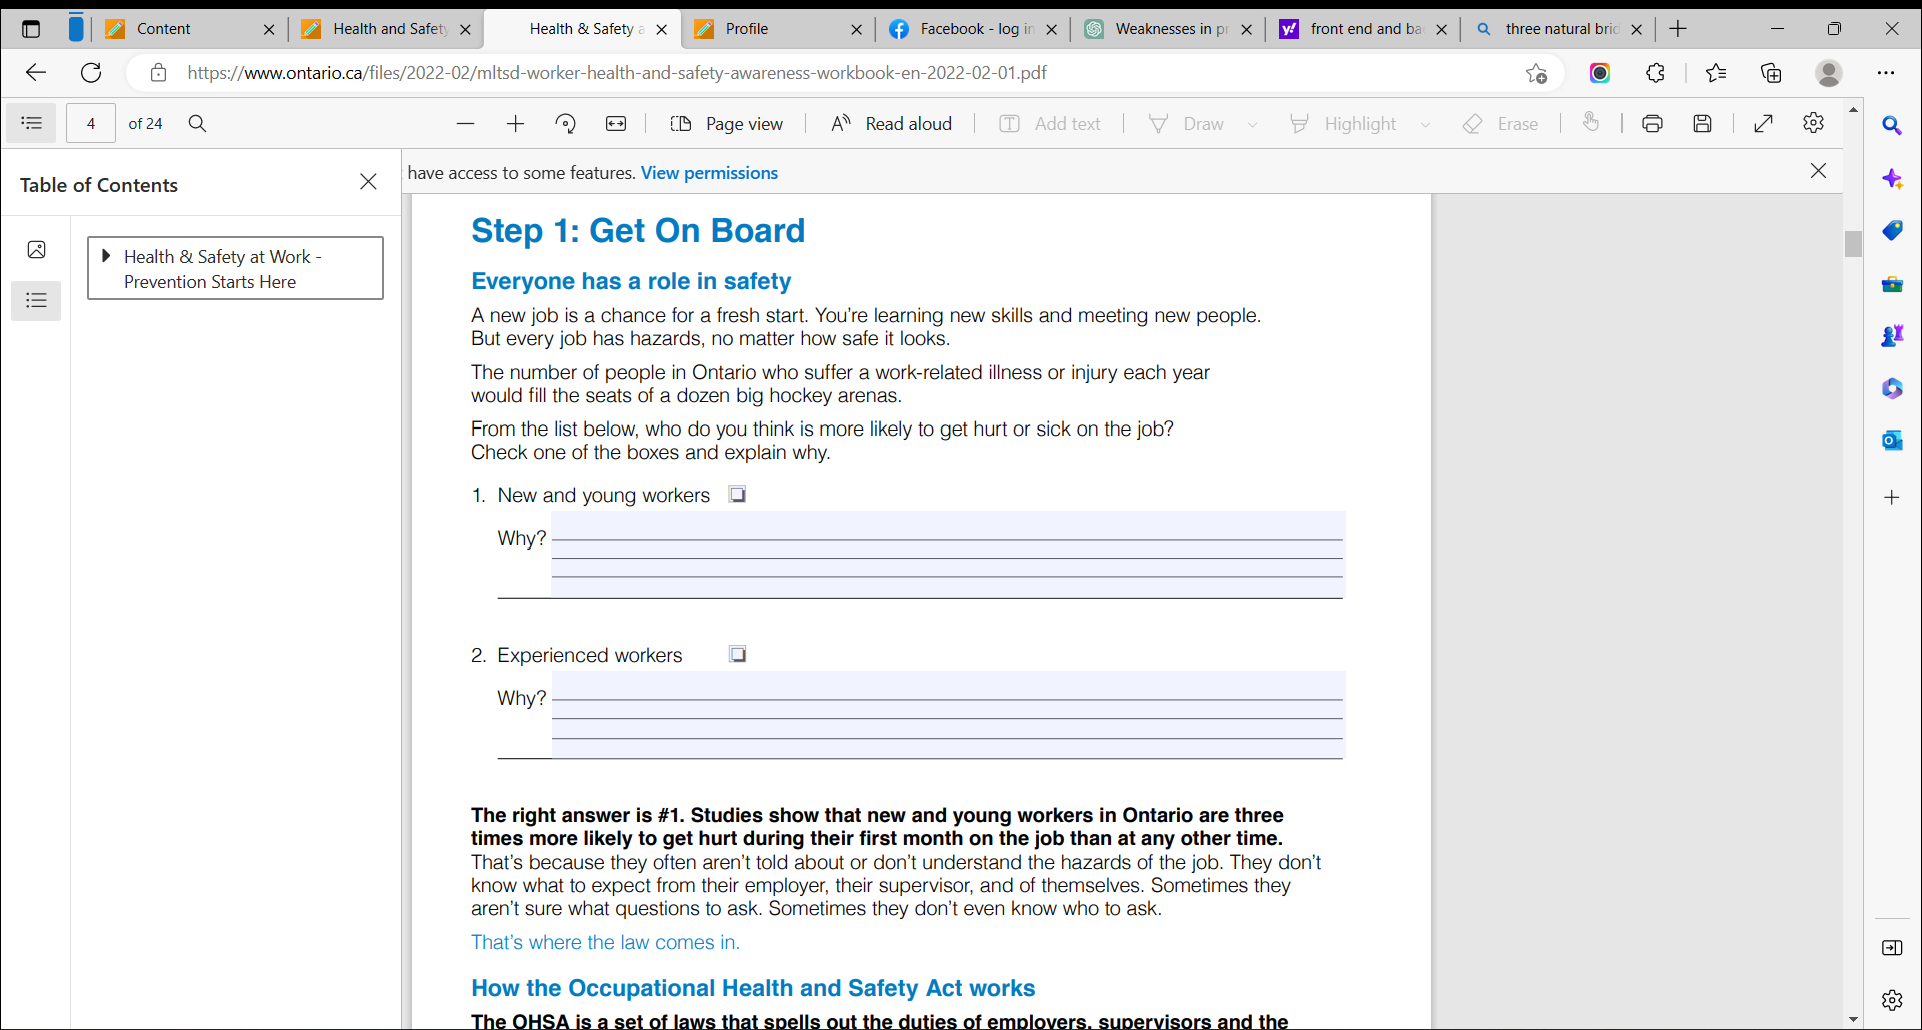 Content
Health and Safety
Health & Safety a
Profile
Facebook - log in
Weaknesses in pr
front end and ba
three natural brid
https://www.ontario.ca/files/2022-02/mltsd-worker-health-and-safety-awareness-workbook-en-2022-02-01.pdf
4 of 24
Page view
Read aloud
Add text
Draw
Highlight
Erase
Table of Contents
have access to some features. View permissions
Health & Safety at Work -
Prevention Starts Here
Step 1: Get On Board
Everyone has a role in safety
A new job is a chance for a fresh start. You’re learning new skills and meeting new people.
But every job has hazards, no matter how safe it looks.
The number of people in Ontario who suffer a work-related illness or injury each year
would fill the seats of a dozen big hockey arenas.
From the list below, who do you think is more likely to get hurt or sick on the job?
Check one of the boxes and explain why.
1. New and young workers
Why?
2. Experienced workers
Why?
The right answer is #1. Studies show that new and young workers in Ontario are three
times more likely to get hurt during their first month on the job than at any other time.
That’s because they often aren’t told about or don’t understand the hazards of the job. They don’t
know what to expect from their employer, their supervisor, and of themselves. Sometimes they
aren’t sure what questions to ask. Sometimes they don’t even know who to ask.
That’s where the law comes in.
How the Occupational Health and Safety Act works
The OHSA is a set of laws that spells out the duties of employers, supervisors and the